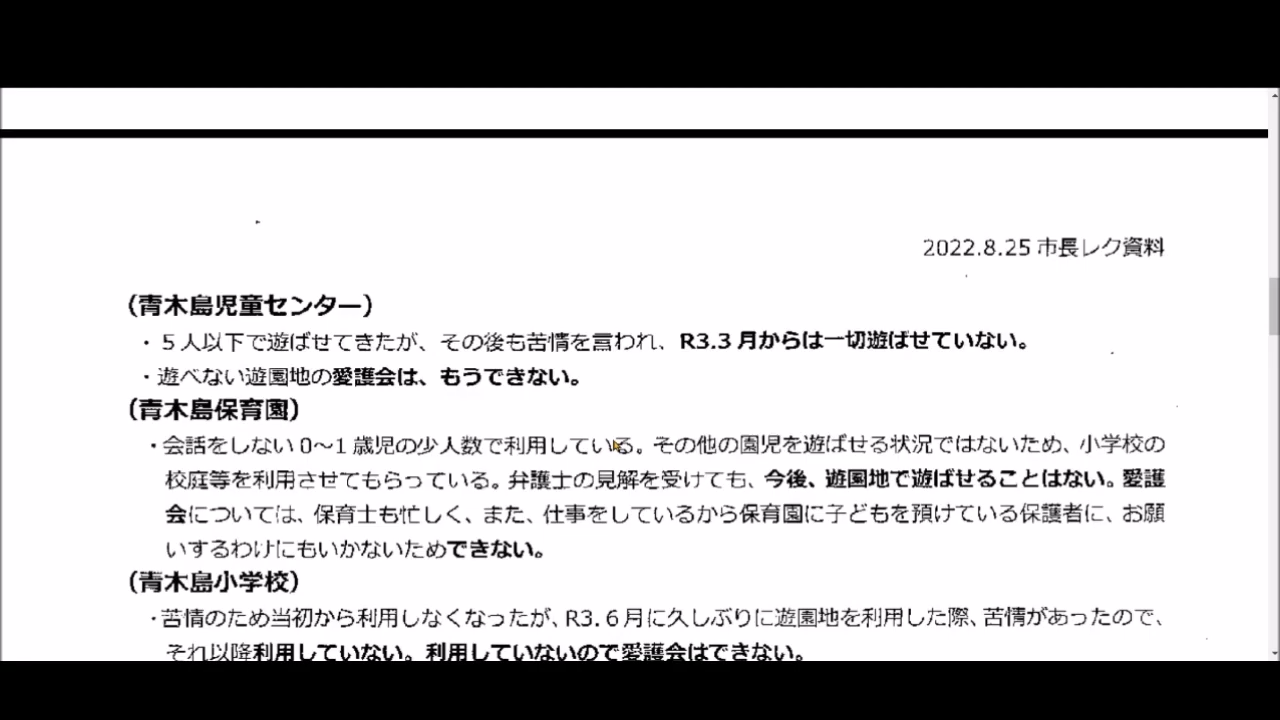 2022.8.25 市長レク資料
（青木島児童センター）
・５人以下で遊ばせてきたが、その後も苦情を言われ、R3.3 月からは一切遊ばせていない。
・遊べない遊園地の愛護会は、もうできない。
（青木島保育園）
・会話をしない 0～1 歳児の少人数で利用している。その他の園児を遊ばせる状況ではないため、小学校の
校庭等を利用させてもらっている。弁護士の見解を受けても、今後、遊園地で遊ばせることはない。愛護
会については、保育士も忙しく、また、仕事をしているから保育園に子どもを預けている保護者に、お願
いするわけにもいかないためできない。
（青木島小学校）
・苦情のため当初から利用しなくなったが、R3.６月に久しぶりに遊園地を利用した際、苦情があったので、
それ以降利用していない。利用していないので愛護会はできない。